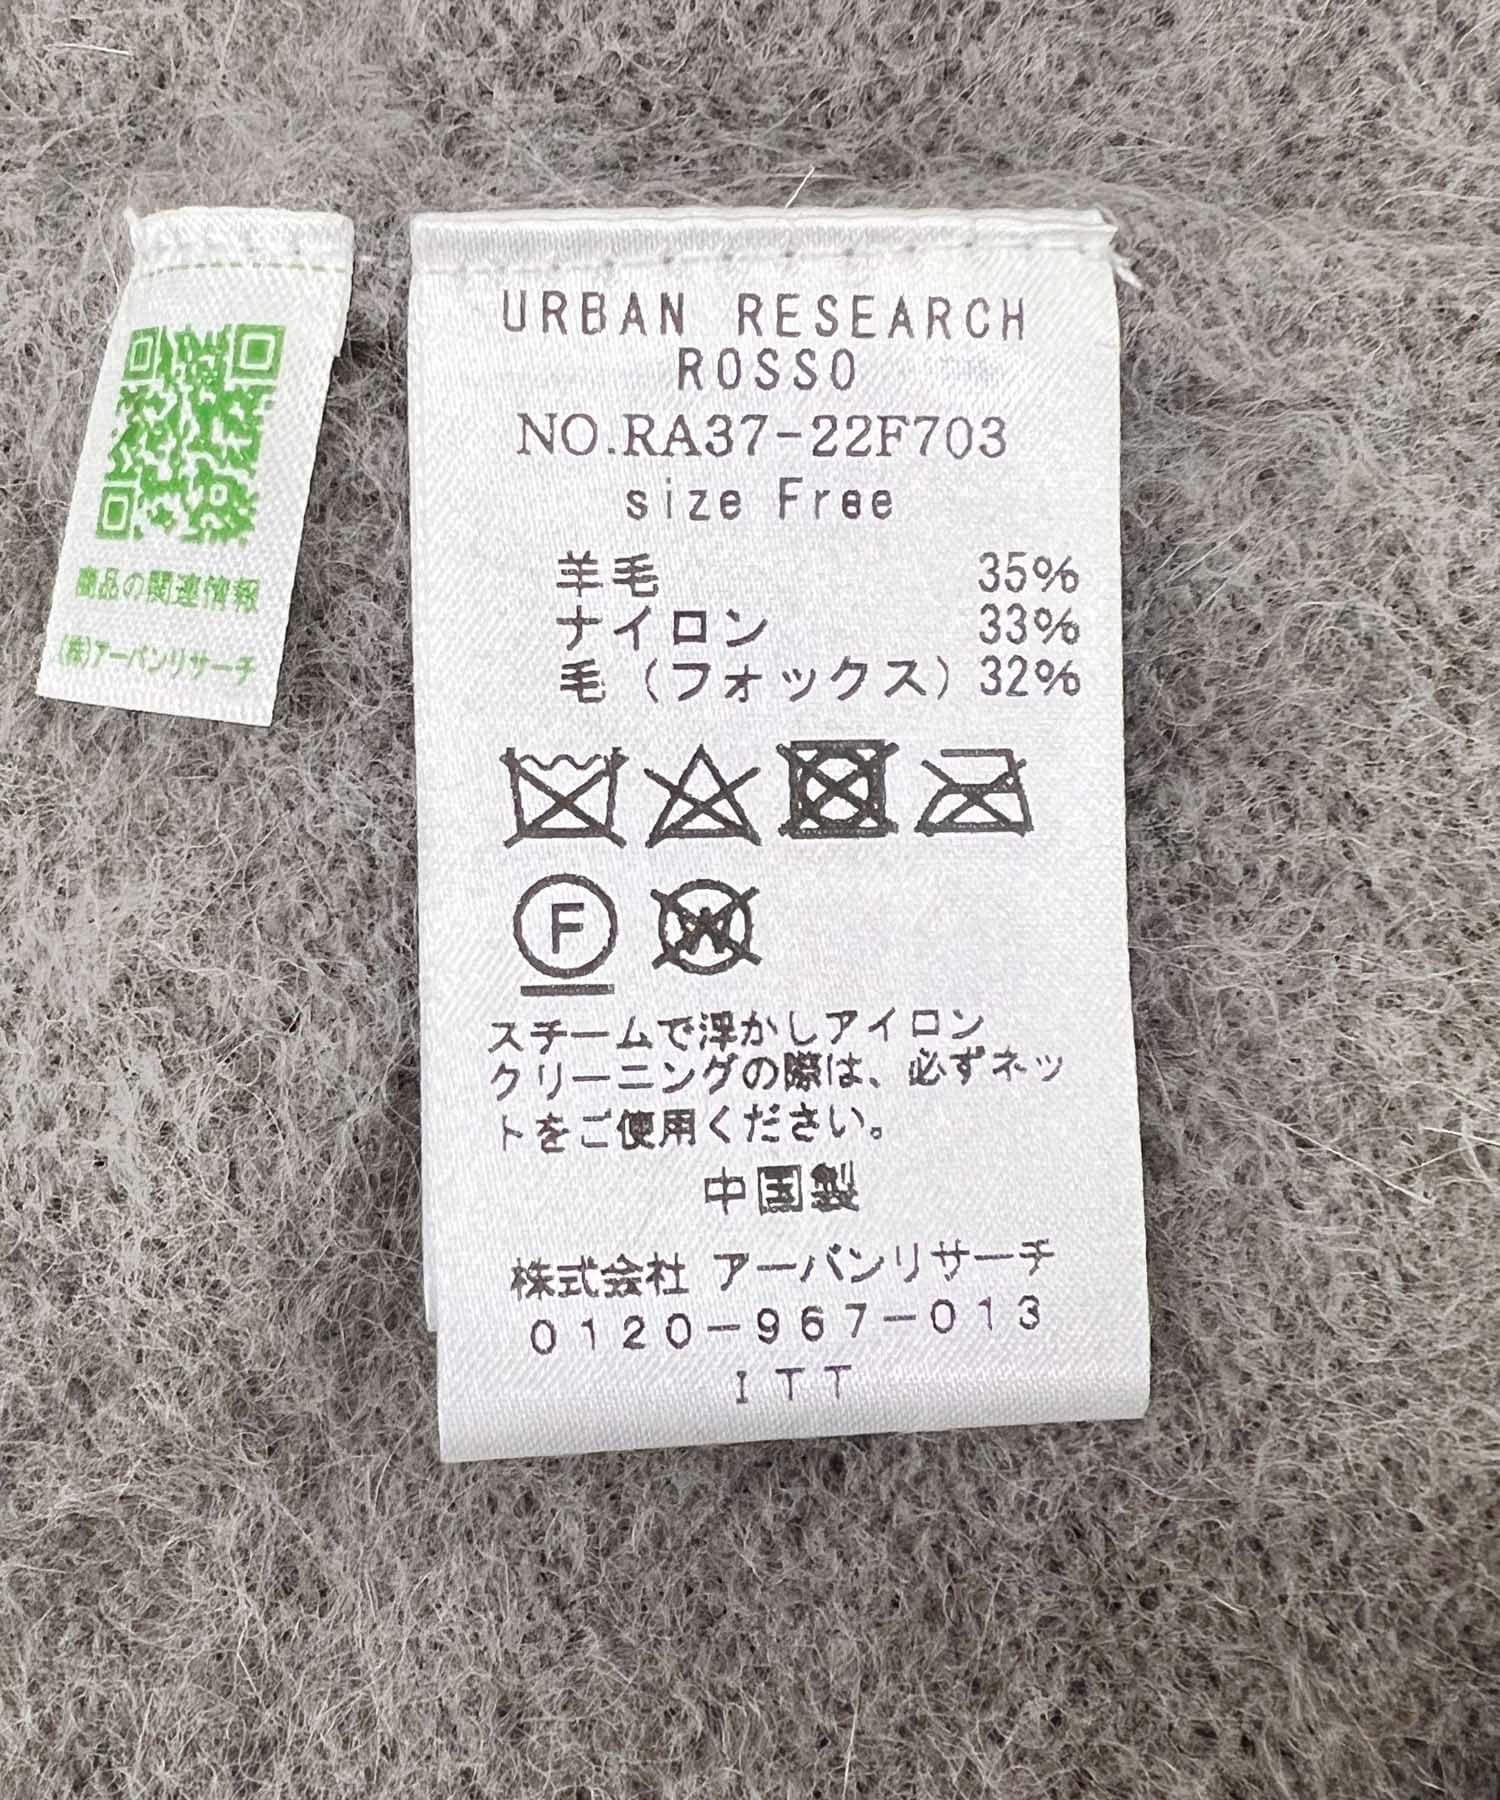 URBAN RESEARCH
ROSSO
NO.RA37-22F703
size Free
羊毛 35%
ナイロン 33%
毛（フォックス） 32%
F
W
スチームで浮かしアイロン
クリーニングの際は、必ずネッ
トをご使用ください。
中国製
株式会社 アーバンリサーチ
0120-967-013
ITT
商品の関連情報
(株)アーバンリサーチ